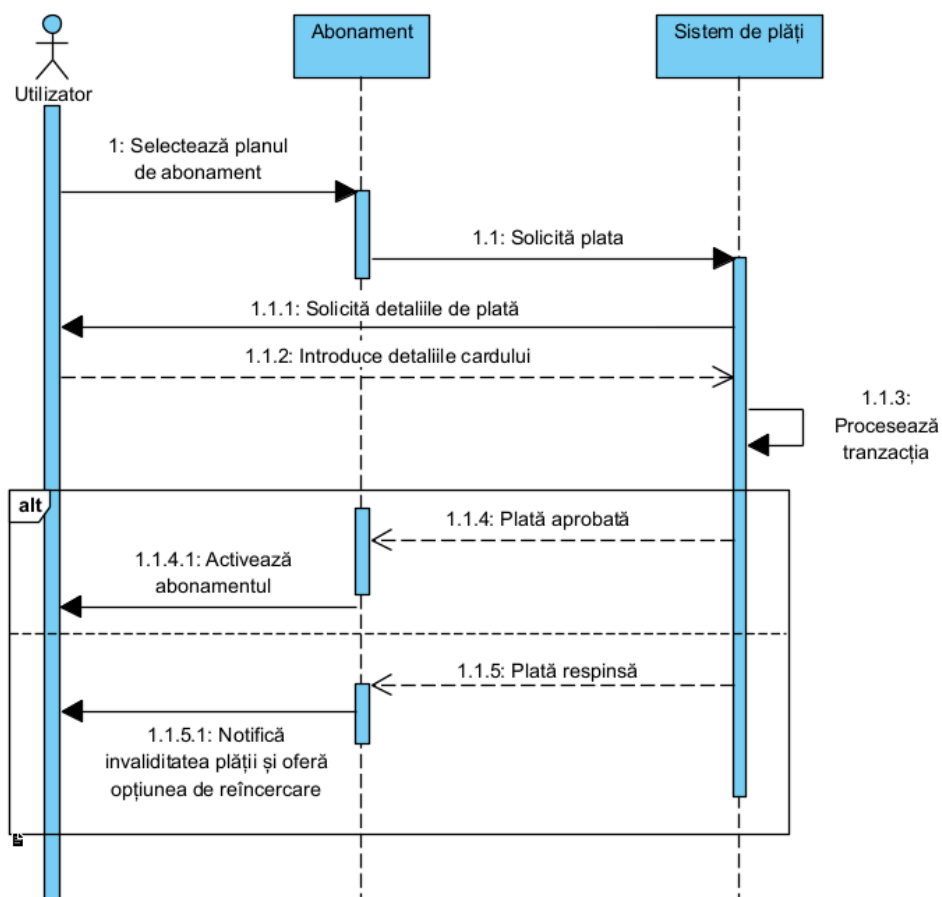 Abonament
Sistem de plăți
Utilizator
1: Selectează planul
de abonament
1.1: Solicită plata
1.1.1: Solicită detaliile de plată
1.1.2: Introduce detaliile cardului
1.1.3:
Procesează
tranzacția
alt
1.1.4: Plată aprobată
1.1.4.1: Activează
abonamentul
1.1.5: Plată respinsă
1.1.5.1: Notifică
invaliditatea plății și oferă
opțiunea de reîncercare